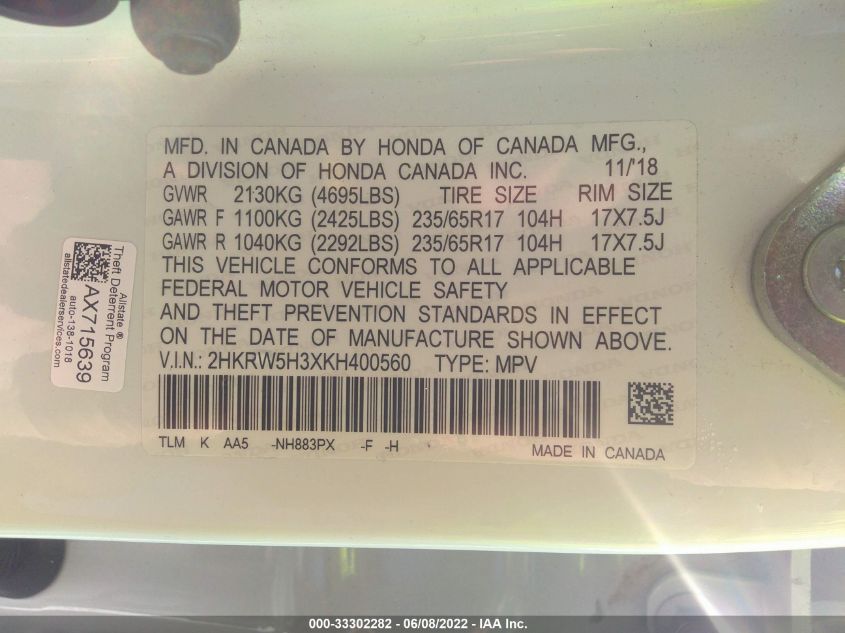 MFD. IN CANADA BY HONDA OF CANADA MFG.,
A DIVISION OF HONDA CANADA INC. 11/'18
GVWR 2130KG (4695LBS) TIRE SIZE RIM SIZE
GAWR F 1100KG (2425LBS) 235/65R17 104H 17X7.5J
GAWR R 1040KG (2292LBS) 235/65R17 104H 17X7.5J
THIS VEHICLE CONFORMS TO ALL APPLICABLE
FEDERAL MOTOR VEHICLE SAFETY
AND THEFT PREVENTION STANDARDS IN EFFECT
ON THE DATE OF MANUFACTURE SHOWN ABOVE.
V.I.N.: 2HKRW5H3XKH400560 TYPE: MPV
TLM K AA5 -NH883PX -F -H
MADE IN CANADA
Allstate ®
Theft Deterrent Program
AX715639
auto-138-1018
allstatedealerservices.com
000-33302282 - 06/08/2022 - IAA Inc.